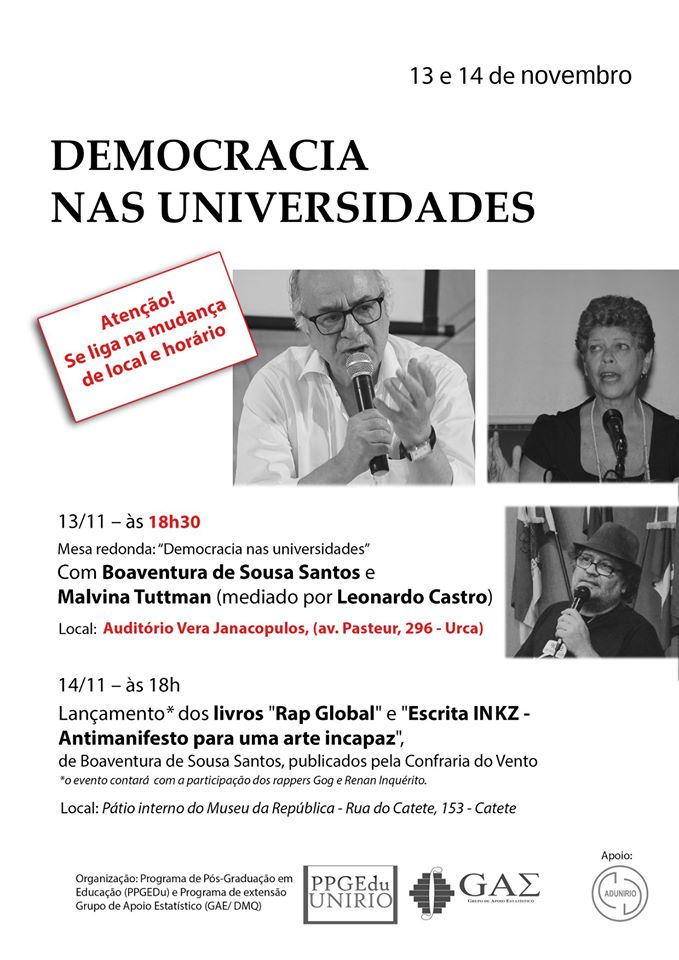 13 e 14 de novembro
DEMOCRACIA
NAS UNIVERSIDADES
Atenção!
Se liga na mudança
de local e horário
13/11 – às 18h30
Mesa redonda: “Democracia nas universidades”
Com Boaventura de Sousa Santos e
Malvina Tuttman (mediado por Leonardo Castro)
Local: Auditório Vera Janacopulos, (av. Pasteur, 296 - Urca)
14/11 – às 18h
Lançamento* dos livros "Rap Global" e "Escrita INKZ -
Antimanifesto para uma arte incapaz",
de Boaventura de Sousa Santos, publicados pela Confraria do Vento
*o evento contará com a participação dos rappers Gog e Renan Inquérito.
Local: Pátio interno do Museu da República - Rua do Catete, 153 - Catete
Organização: Programa de Pós-Graduação em
Educação (PPGEDu) e Programa de extensão
Grupo de Apoio Estatístico (GAE/ DMQ)
PPGEdu
UNIRIO
GAΣ
GRUPO DE APOIO ESTATÍSTICO
Apoio:
ADUNIRIO